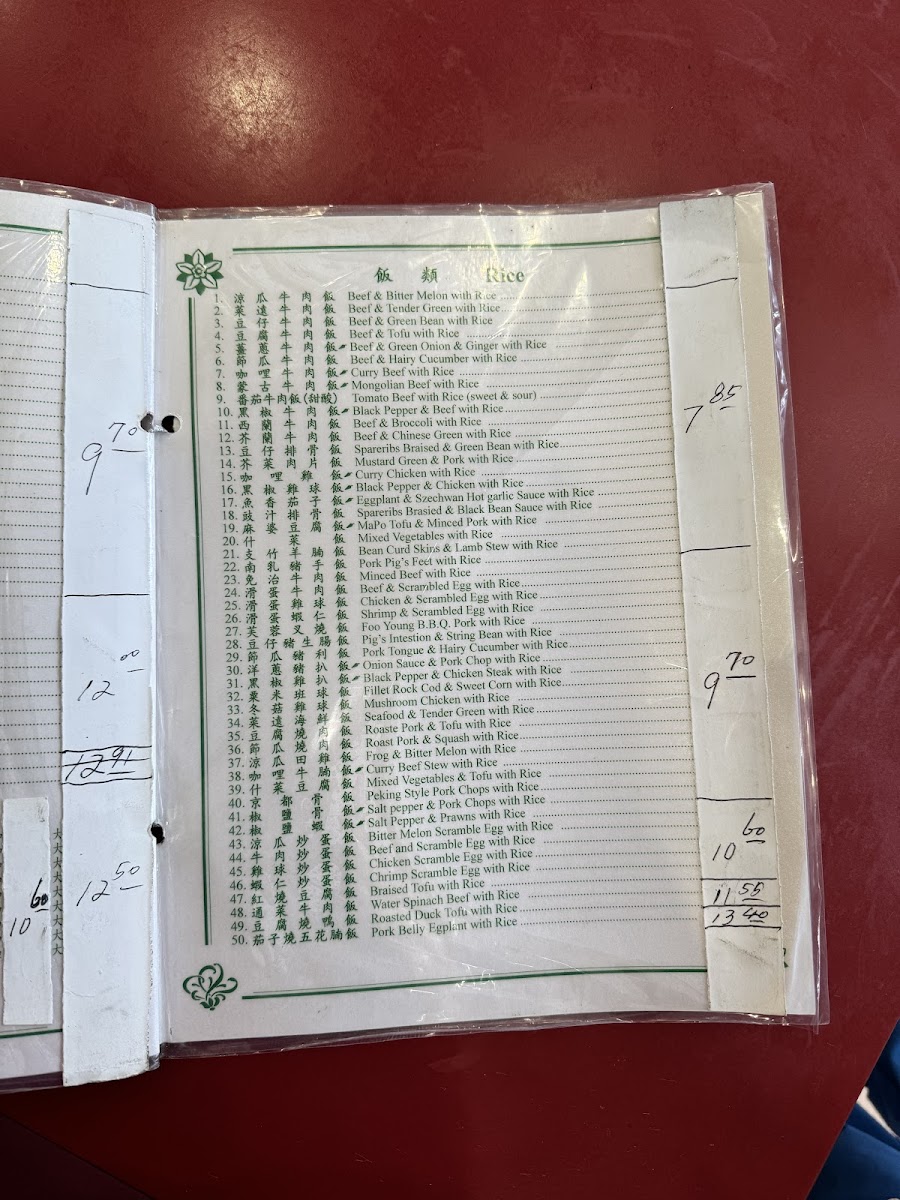 9 70
12 00
12 91
12 50
10 60
大
大
大
大
大
大
大
大
大
飯 類 Rice
1. 涼瓜牛肉飯 Beef & Bitter Melon with Rice
2. 菜遠牛肉飯 Beef & Tender Green with Rice
3. 豆仔牛肉飯 Beef & Green Bean with Rice
4. 豆腐牛肉飯 Beef & Tofu with Rice
5. 薑蔥牛肉飯 Beef & Green Onion & Ginger with Rice
6. 節瓜牛肉飯 Beef & Hairy Cucumber with Rice
7. 咖哩牛肉飯 Curry Beef with Rice
8. 蒙古牛肉飯 Mongolian Beef with Rice
9. 番茄牛肉飯(甜酸) Tomato Beef with Rice (sweet & sour)
10. 黑椒牛肉飯 Black Pepper & Beef with Rice
11. 西蘭牛肉飯 Beef & Broccoli with Rice
12. 芥蘭牛肉飯 Beef & Chinese Green with Rice
13. 豆仔排骨飯 Spareribs Braised & Green Bean with Rice
14. 芥菜肉片飯 Mustard Green & Pork with Rice
15. 咖哩雞飯 Curry Chicken with Rice
16. 黑椒雞球飯 Black Pepper & Chicken with Rice
17. 魚香茄子飯 Eggplant & Szechwan Hot garlic Sauce with Rice
18. 豉汁排骨飯 Spareribs Brasied & Black Bean Sauce with Rice
19. 麻婆豆腐飯 MaPo Tofu & Minced Pork with Rice
20. 什菜飯 Mixed Vegetables with Rice
21. 支竹羊腩飯 Bean Curd Skins & Lamb Stew with Rice
22. 南乳豬手飯 Pork Pig's Feet with Rice
23. 免治牛肉飯 Minced Beef with Rice
24. 滑蛋牛肉飯 Beef & Scrambled Egg with Rice
25. 滑蛋雞球飯 Chicken & Scrambled Egg with Rice
26. 滑蛋蝦仁飯 Shrimp & Scrambled Egg with Rice
27. 芙蓉叉燒飯 Foo Young B.B.Q. Pork with Rice
28. 豆仔豬生腸飯 Pig's Intestion & String Bean with Rice
29. 節瓜豬利飯 Pork Tongue & Hairy Cucumber with Rice
30. 洋蔥豬扒飯 Onion Sauce & Pork Chop with Rice
31. 黑椒雞扒飯 Black Pepper & Chicken Steak with Rice
32. 粟米班球飯 Fillet Rock Cod & Sweet Corn with Rice
33. 冬菇雞球飯 Mushroom Chicken with Rice
34. 菜遠海鮮飯 Seafood & Tender Green with Rice
35. 豆腐燒肉飯 Roaste Pork & Tofu with Rice
36. 節瓜燒肉飯 Roast Pork & Squash with Rice
37. 涼瓜田雞飯 Frog & Bitter Melon with Rice
38. 咖哩牛腩飯 Curry Beef Stew with Rice
39. 什菜豆腐飯 Mixed Vegetables & Tofu with Rice
40. 京都骨飯 Peking Style Pork Chops with Rice
41. 椒鹽骨飯 Salt pepper & Pork Chops with Rice
42. 椒鹽蝦飯 Salt Pepper & Prawns with Rice
43. 涼瓜炒蛋飯 Bitter Melon Scramble Egg with Rice
44. 牛肉炒蛋飯 Beef and Scramble Egg with Rice
45. 雞球炒蛋飯 Chicken Scramble Egg with Rice
46. 蝦仁炒蛋飯 Chrimp Scramble Egg with Rice
47. 紅燒豆腐飯 Braised Tofu with Rice
48. 通菜牛肉飯 Water Spinach Beef with Rice
49. 豆腐燒鴨飯 Roasted Duck Tofu with Rice
50. 茄子燒五花腩飯 Pork Belly Egplant with Rice
7 85
9 70
10 60
11 55
13 40